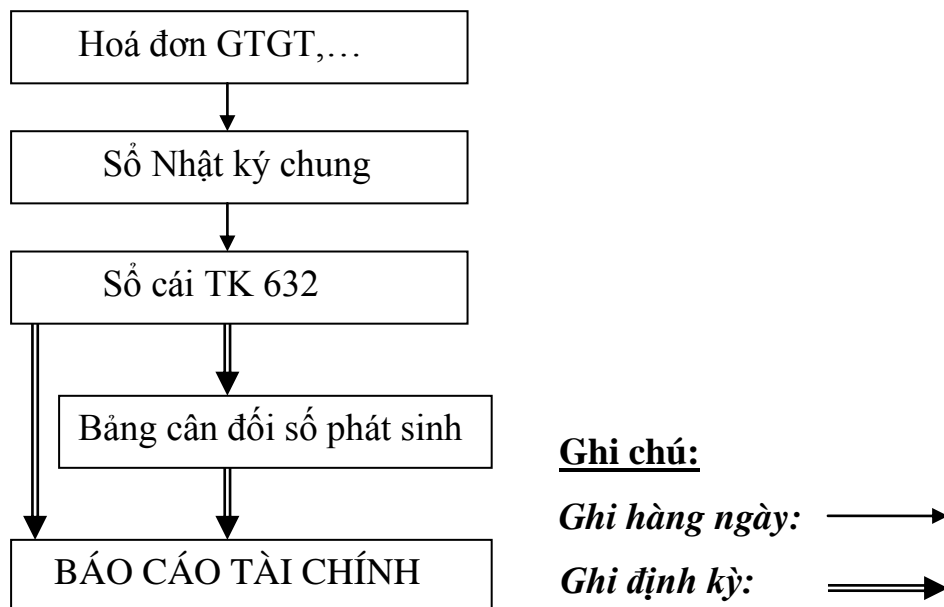 Hoá đơn GTGT,…
Sổ Nhật ký chung
Sổ cái TK 632
Bảng cân đối số phát sinh
BÁO CÁO TÀI CHÍNH
Ghi chú:
Ghi hàng ngày:
Ghi định kỳ: